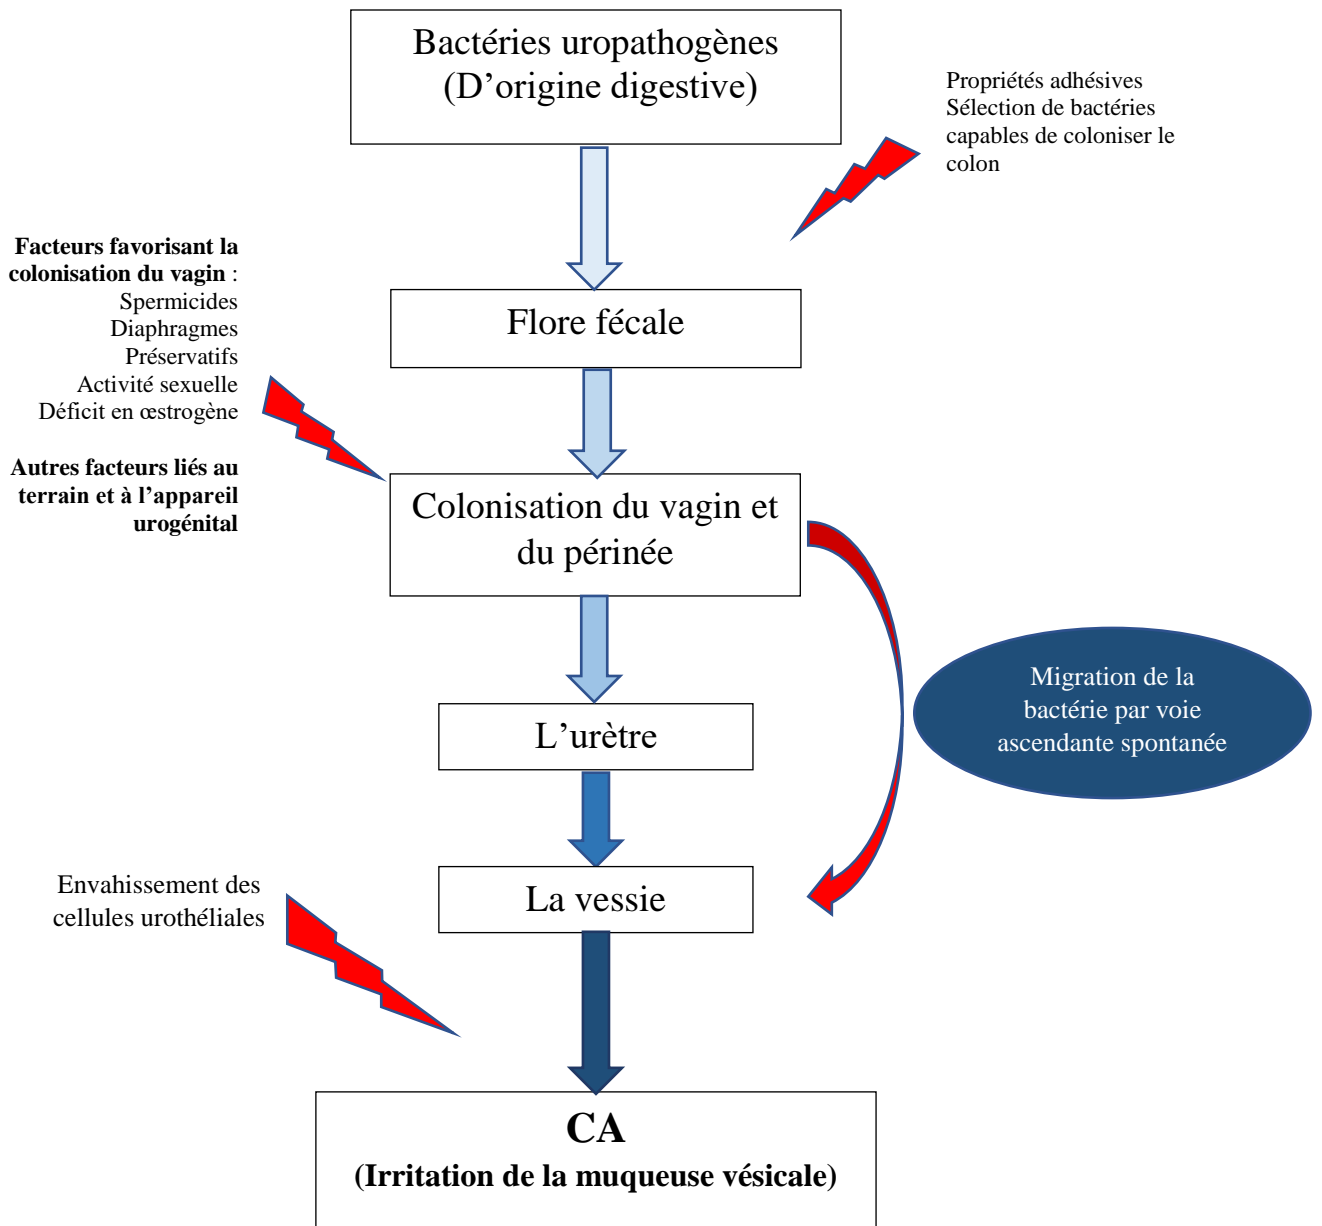 Bactéries uropathogènes
(D’origine digestive)
Propriétés adhésives
Sélection de bactéries
capables de coloniser le
colon
Facteurs favorisant la
colonisation du vagin :
Spermicides
Diaphragmes
Préservatifs
Activité sexuelle
Déficit en œstrogène
Autres facteurs liés au
terrain et à l’appareil
urogénital
Flore fécale
Colonisation du vagin et
du périnée
Migration de la
bactérie par voie
ascendante spontanée
L’urètre
La vessie
Envahissement des
cellules urothéliales
CA
(Irritation de la muqueuse vésicale)